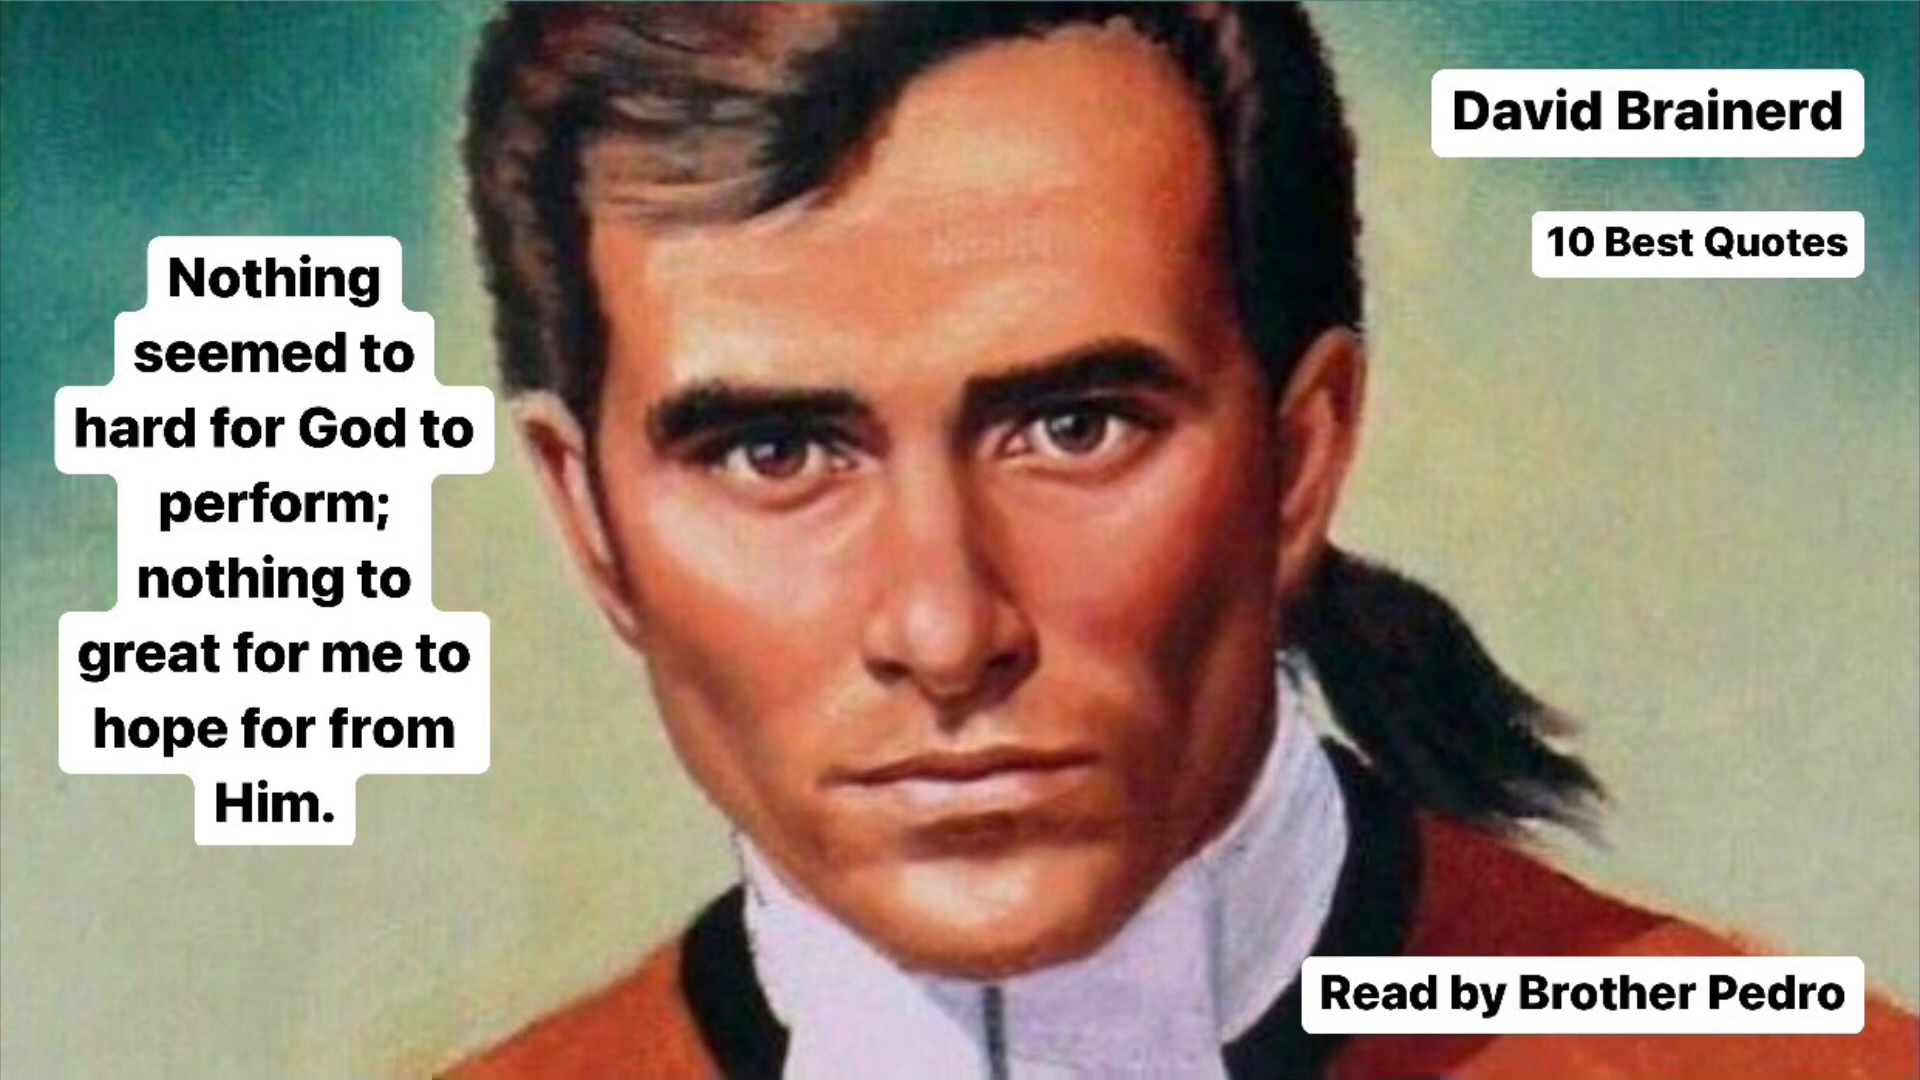 David Brainerd
10 Best Quotes
Nothing
seemed to
hard for God to
perform;
nothing to
great for me to
hope for from
Him.
Read by Brother Pedro